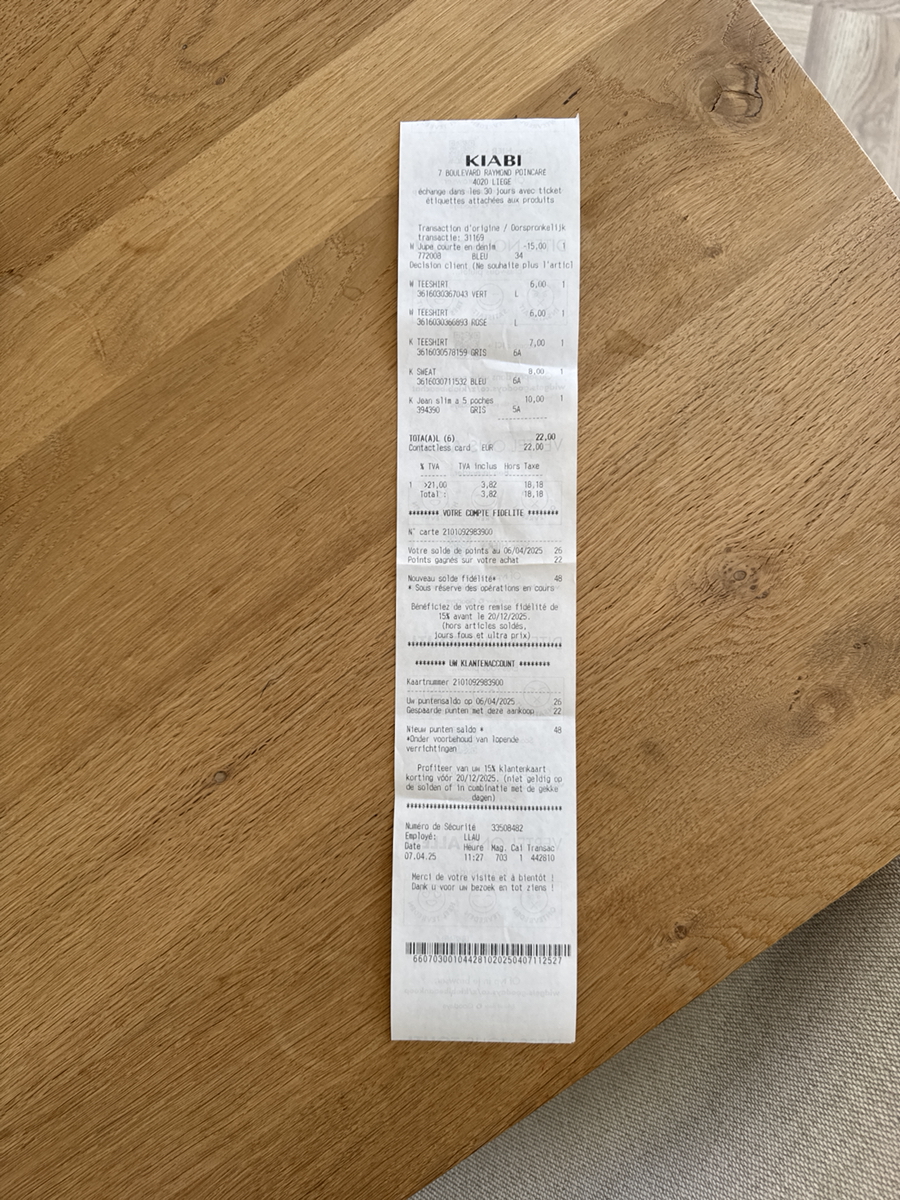 KIABI
7 BOULEVARD RAYMOND POINCARE
4020 LIEGE
échange dans les 30 jours avec ticket
étiquettes attachées aux produits
Transaction d'origine / Oorspronkelijk
transactie: 31169
W Jupe courte en denim -15,00 1
772008 BLEU 34
Decision client (Ne souhaite plus l'articl
W TEESHIRT 6,00 1
3616030367043 VERT L
W TEESHIRT 6,00 1
3616030366893 ROSE L
K TEESHIRT 7,00 1
3616030578159 GRIS 6A
K SWEAT 8,00 1
3616030711532 BLEU 6A
K Jean slim a 5 poches 10,00 1
394390 GRIS 5A
TOTA(A)L (6) 22,00
Contactless card EUR 22,00
% TVA TVA inclus Hors Taxe
1 >21,00 3,82 18,18
Total : 3,82 18,18
******** VOTRE COMPTE FIDELITE ********
N° carte 2101092983900
Votre solde de points au 06/04/2025 26
Points gagnés sur votre achat 22
Nouveau solde fidélité* 48
* Sous réserve des opérations en cours
Bénéficiez de votre remise fidélité de
15% avant le 20/12/2025.
(hors articles soldés,
jours fous et ultra prix)
******** UW KLANTENACCOUNT ********
Kaartnummer 2101092983900
Uw puntensaldo op 06/04/2025 26
Gespaarde punten met deze aankoop 22
Nieuw punten saldo * 48
*Onder voorbehoud van lopende
verrichtingen
Profiteer van uw 15% klantenkaart
korting vóór 20/12/2025. (niet geldig op
de solden of in combinatie met de gekke
dagen)
Numéro de Sécurité 33508482
Employé: LLAU
Date Heure Mag. Cai Transac
07.04.25 11:27 703 1 442810
Merci de votre visite et à bientôt !
Dank u voor uw bezoek en tot ziens !
6607030010442810202504071125​27